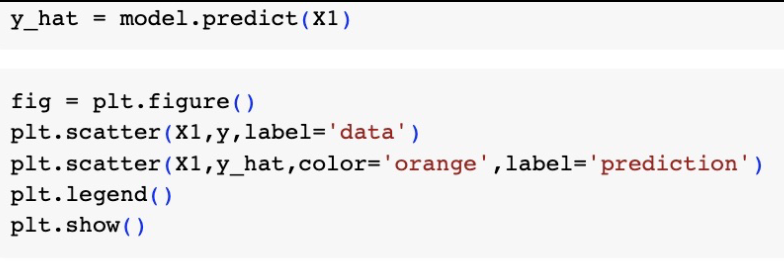 y_hat = model.predict(X1)
fig = plt.figure()
plt.scatter(X1,y,label='data')
plt.scatter(X1,y_hat,color='orange',label='prediction')
plt.legend()
plt.show()